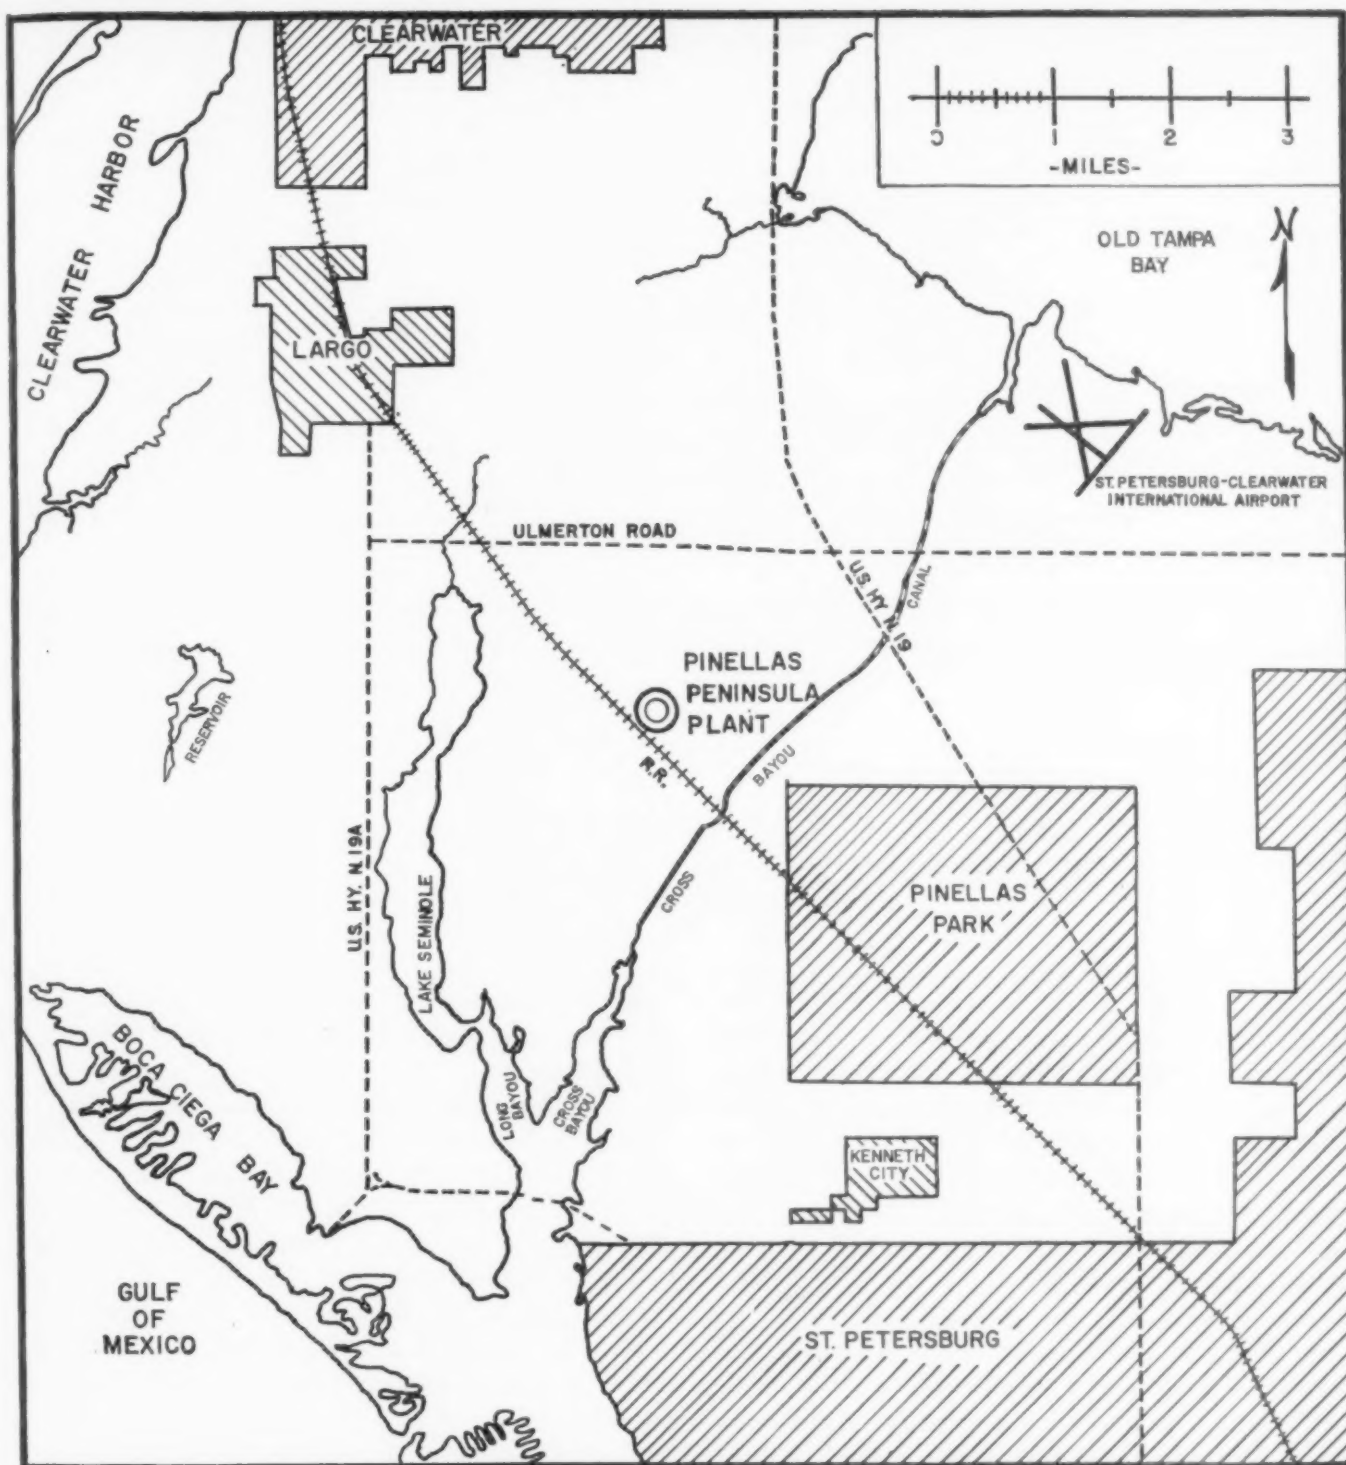 CLEARWATER
0 1 2 3
-MILES-
CLEARWATER HARBOR
OLD TAMPA
BAY
N
LARGO
ST. PETERSBURG-CLEARWATER
INTERNATIONAL AIRPORT
ULMERTON ROAD
U.S. HY N 19
CANAL
PINELLAS
PENINSULA
PLANT
RESERVOIR
R.R.
BAYOU
CROSS
U.S. HY. N. 19A
LAKE SEMINOLE
PINELLAS
PARK
BOCA CIEGA BAY
LONG
BAYOU
CROSS
BAYOU
KENNETH
CITY
GULF
OF
MEXICO
ST. PETERSBURG